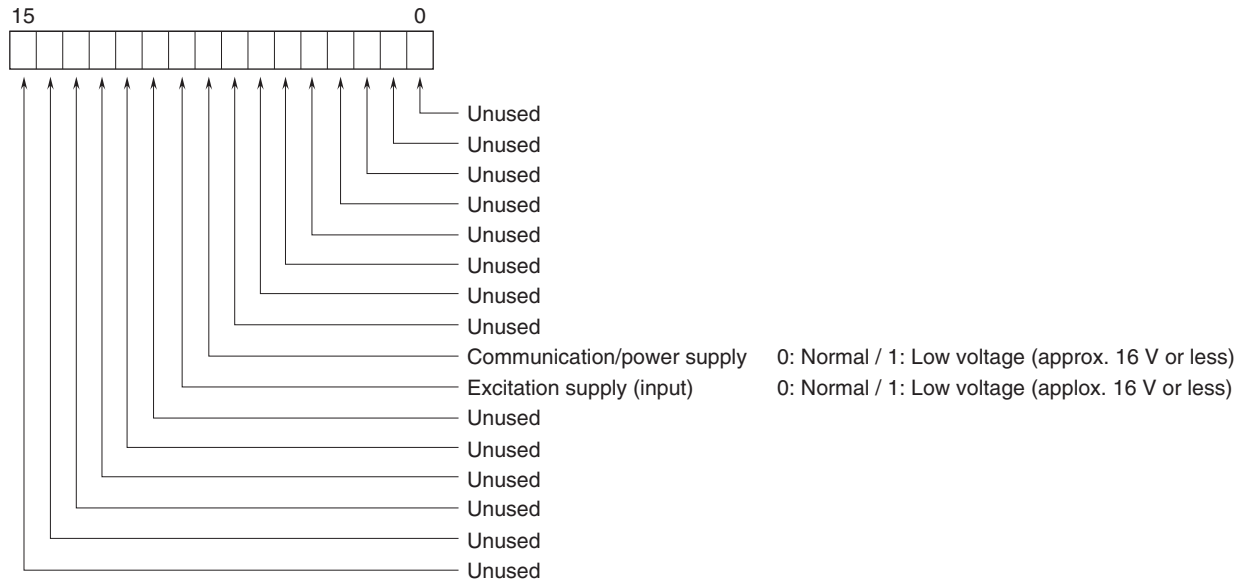 15 0
Unused
Unused
Unused
Unused
Unused
Unused
Unused
Unused
Communication/power supply 0: Normal / 1: Low voltage (approx. 16 V or less)
Excitation supply (input) 0: Normal / 1: Low voltage (applox. 16 V or less)
Unused
Unused
Unused
Unused
Unused
Unused